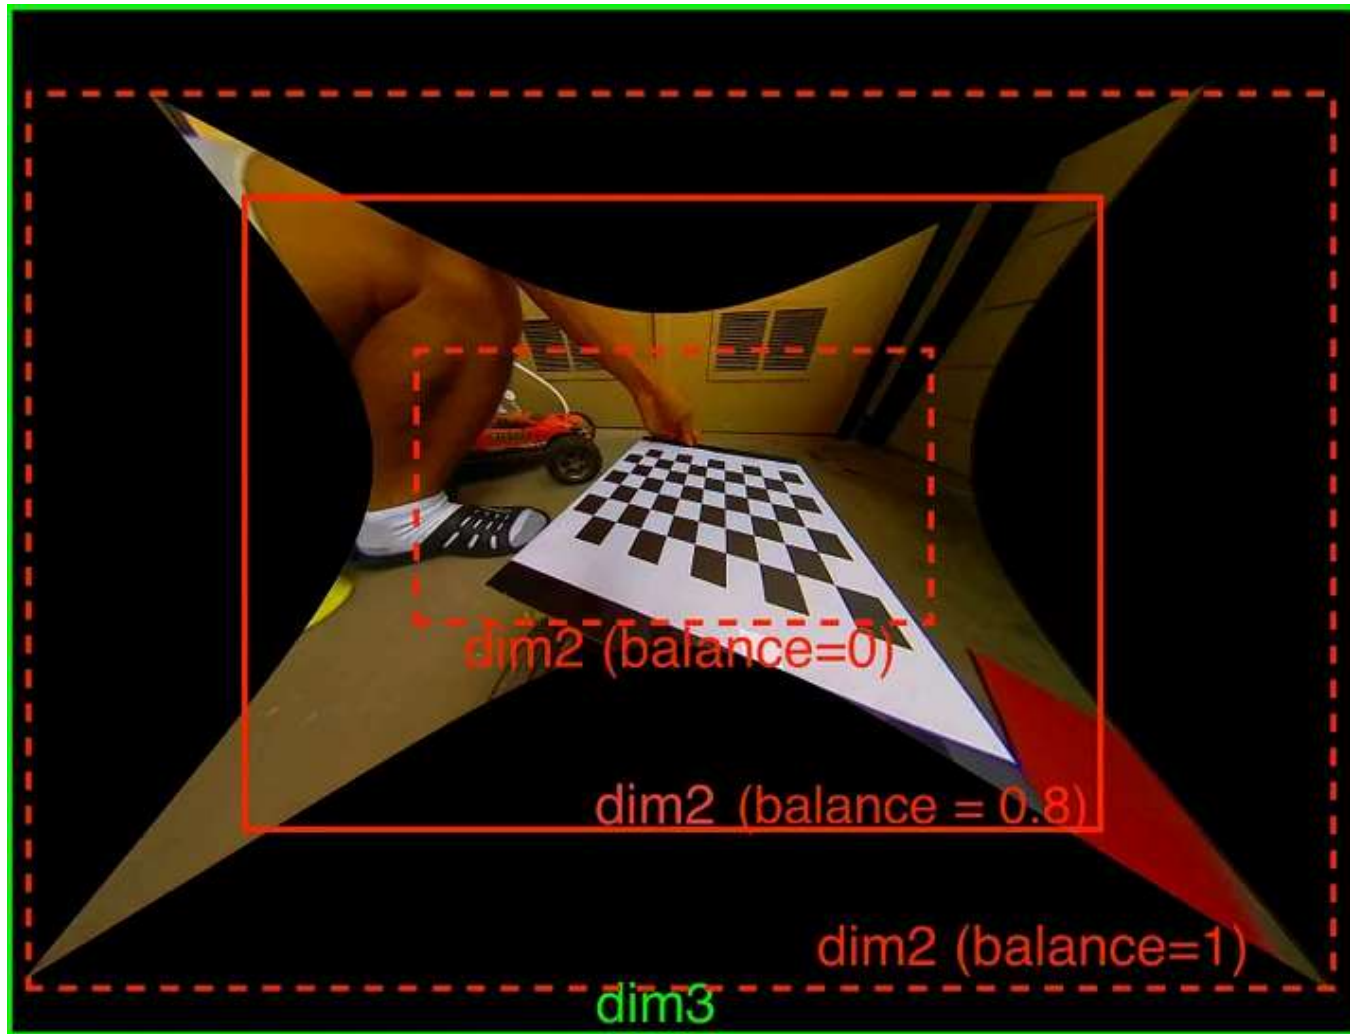 dim2 (balance=0)
dim2 (balance = 0.8)
dim2 (balance=1)
dim3